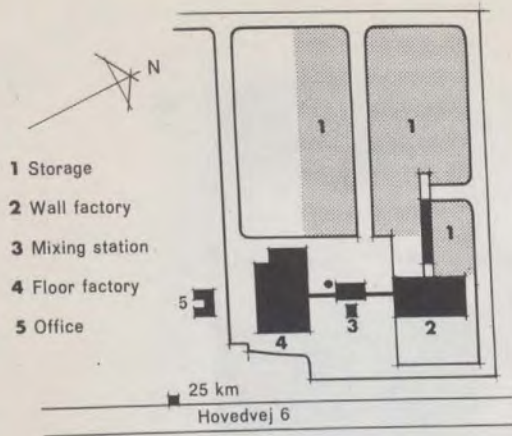 N
1 Storage
2 Wall factory
3 Mixing station
4 Floor factory
5 Office
1
1
1
5
4
3
2
25 km
Hovedvej 6